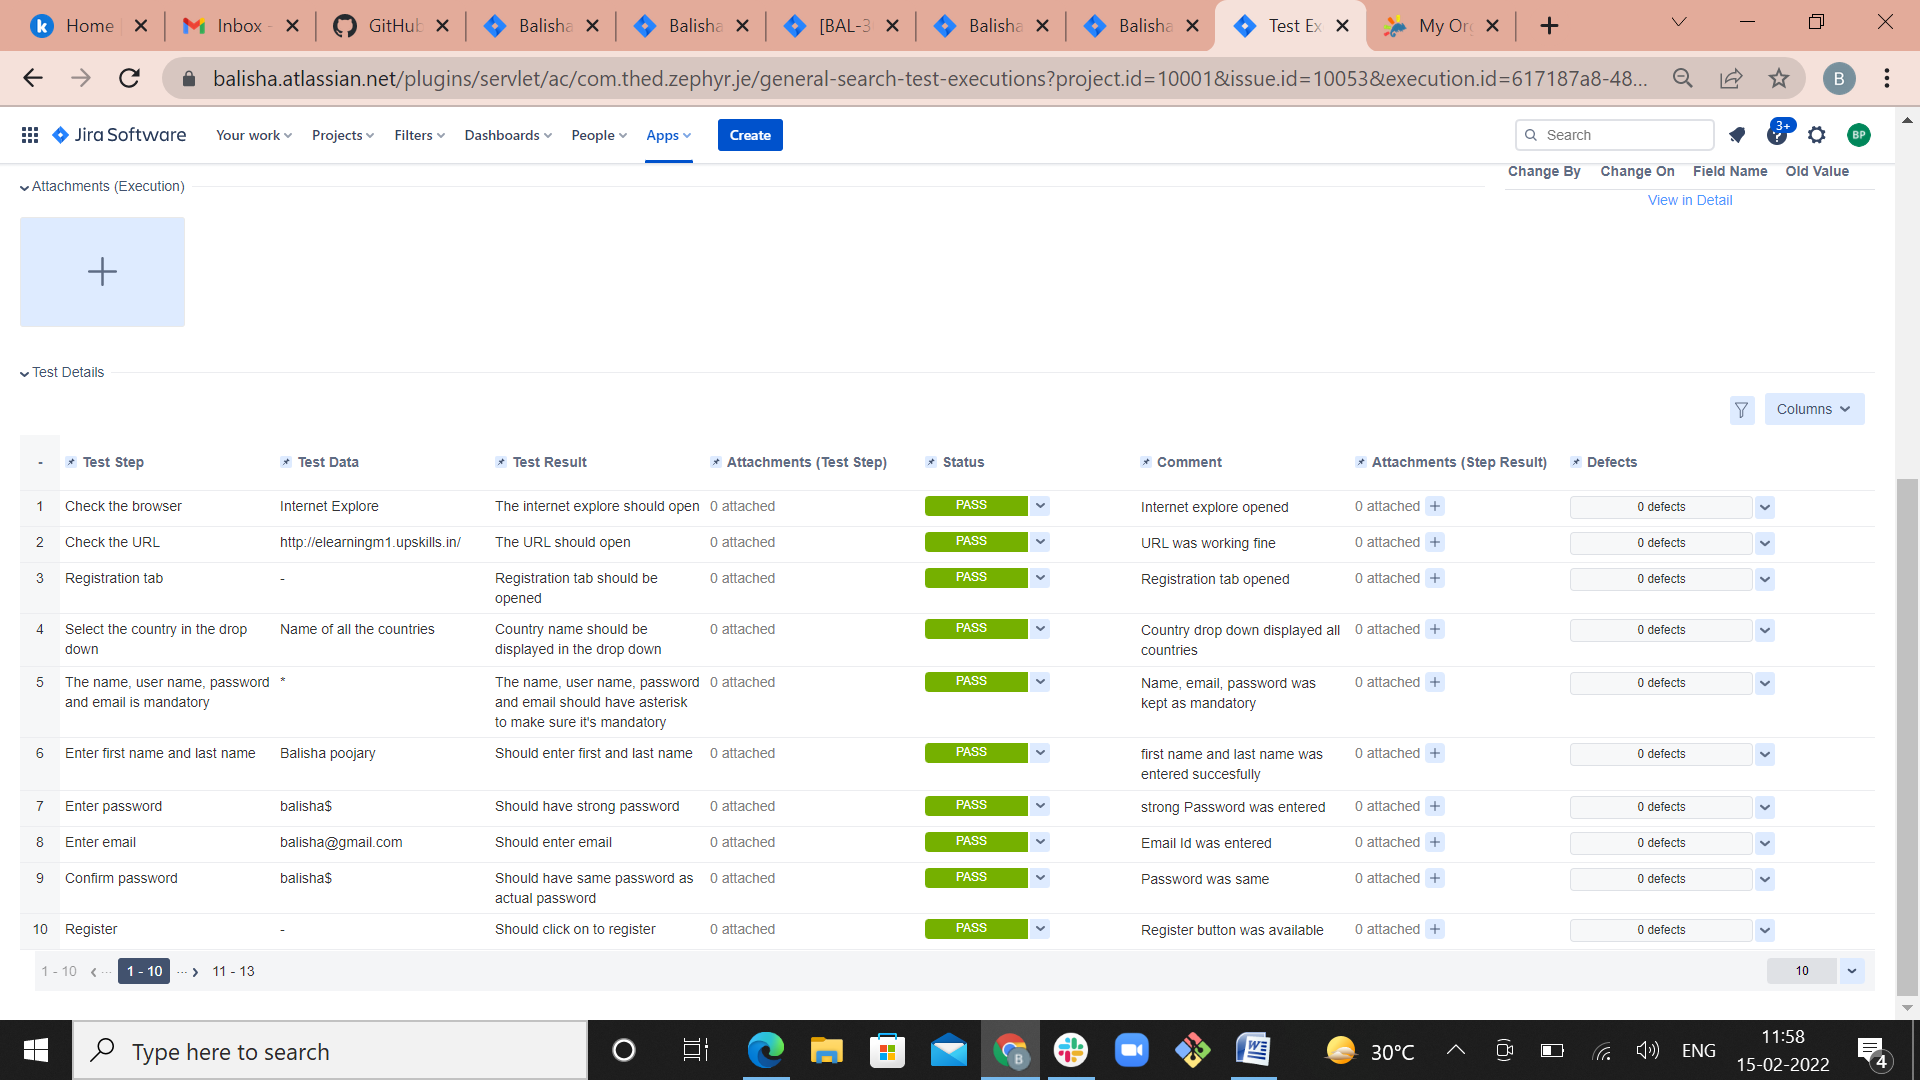 Home
Inbox -
GitHub
Balisha
Balisha
[BAL-3
Balisha
Balisha
Test Ex
My Org
balisha.atlassian.net/plugins/servlet/ac/com.thed.zephyr.je/general-search-test-executions?project.id=10001&issue.id=10053&execution.id=617187a8-48...
B
Jira Software
Your work
Projects
Filters
Dashboards
People
Apps
Create
Search
3+
BP
Attachments (Execution)
Change By Change On Field Name Old Value
View in Detail
Test Details
Columns
- Test Step Test Data Test Result Attachments (Test Step) Status Comment Attachments (Step Result) Defects
1 Check the browser Internet Explore The internet explore should open 0 attached PASS Internet explore opened 0 attached 0 defects
2 Check the URL http://elearningm1.upskills.in/ The URL should open 0 attached PASS URL was working fine 0 attached 0 defects
3 Registration tab - Registration tab should be 0 attached PASS Registration tab opened 0 attached 0 defects
opened
4 Select the country in the drop Name of all the countries Country name should be 0 attached PASS Country drop down displayed all 0 attached 0 defects
down displayed in the drop down countries
5 The name, user name, password * The name, user name, password 0 attached PASS Name, email, password was 0 attached 0 defects
and email is mandatory and email should have asterisk kept as mandatory
to make sure it's mandatory
6 Enter first name and last name Balisha poojary Should enter first and last name 0 attached PASS first name and last name was 0 attached 0 defects
entered succesfully
7 Enter password balisha$ Should have strong password 0 attached PASS strong Password was entered 0 attached 0 defects
8 Enter email balisha@gmail.com Should enter email 0 attached PASS Email Id was entered 0 attached 0 defects
9 Confirm password balisha$ Should have same password as 0 attached PASS Password was same 0 attached 0 defects
actual password
10 Register - Should click on to register 0 attached PASS Register button was available 0 attached 0 defects
1 - 10 ... 1 - 10 ... 11 - 13
10
Type here to search
30°C
ENG
11:58
15-02-2022
4